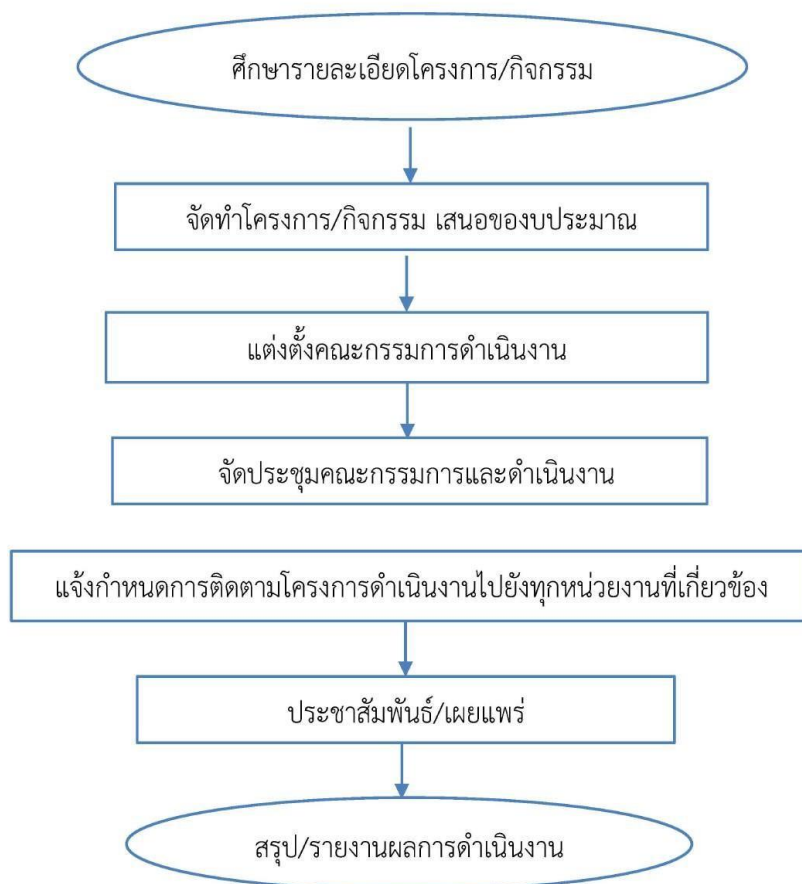 ศึกษารายละเอียดโครงการ/กิจกรรม
จัดทำโครงการ/กิจกรรม เสนอของบประมาณ
แต่งตั้งคณะกรรมการดำเนินงาน
จัดประชุมคณะกรรมการและดำเนินงาน
แจ้งกำหนดการติดตามโครงการดำเนินงานไปยังทุกหน่วยงานที่เกี่ยวข้อง
ประชาสัมพันธ์/เผยแพร่
สรุป/รายงานผลการดำเนินงาน